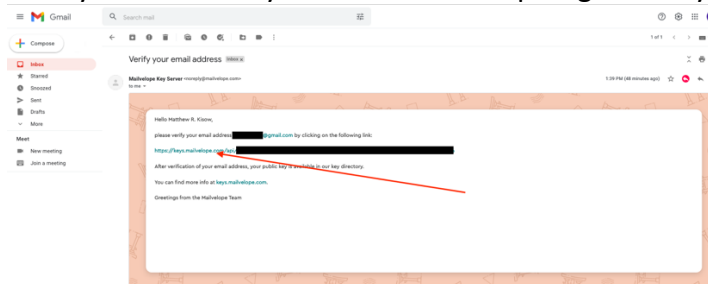 Gmail
Search mail
Compose
1 of 1
Inbox
Starred
Snoozed
Sent
Drafts
More
Meet
New meeting
Join a meeting
Verify your email address Inbox x
Mailvelope Key Server <noreply@mailvelope.com>
to me
1:39 PM (46 minutes ago)
Hello Matthew R. Kisow,
please verify your email address @gmail.com by clicking on the following link:
https://keys.mailvelope.com/api/
After verification of your email address, your public key is available in our key directory.
You can find more info at keys.mailvelope.com.
Greetings from the Mailvelope Team